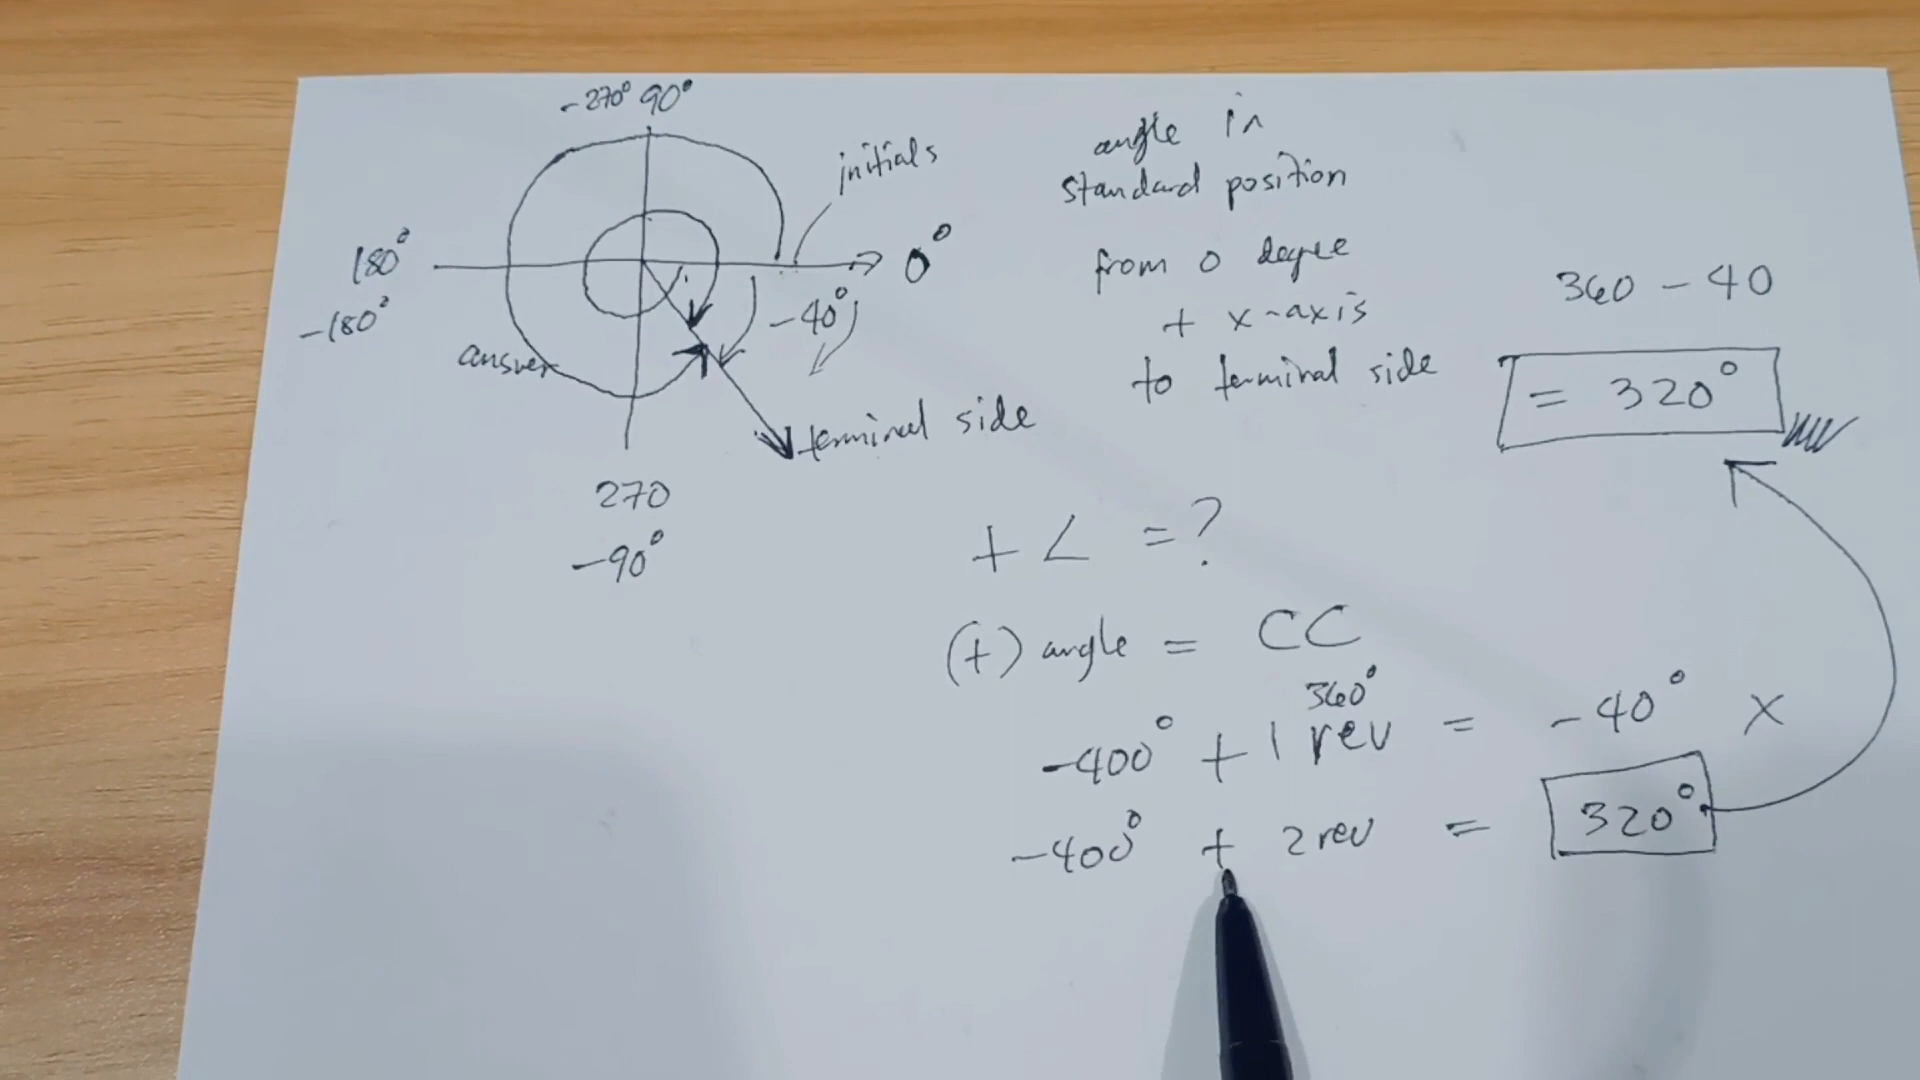 -270° 90°
initials
180°
0°
-180°
-40°
answer
terminal side
270
-90°
angle in
standard position
from 0 degree
+ x-axis
to terminal side
360 - 40
= 320°
+ ∠ = ?
(+) angle = CC
360°
-400° + 1 rev = -40° X
-400° + 2 rev = 320°